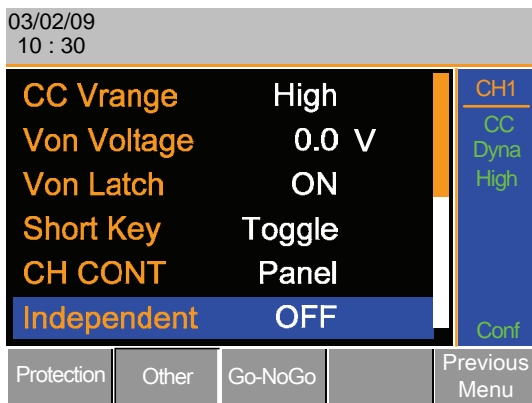 03/02/09
10 : 30
CC Vrange High
Von Voltage 0.0 V
Von Latch ON
Short Key Toggle
CH CONT Panel
Independent OFF
CH1
CC
Dyna
High
Conf
Protection Other Go-NoGo Previous
Menu